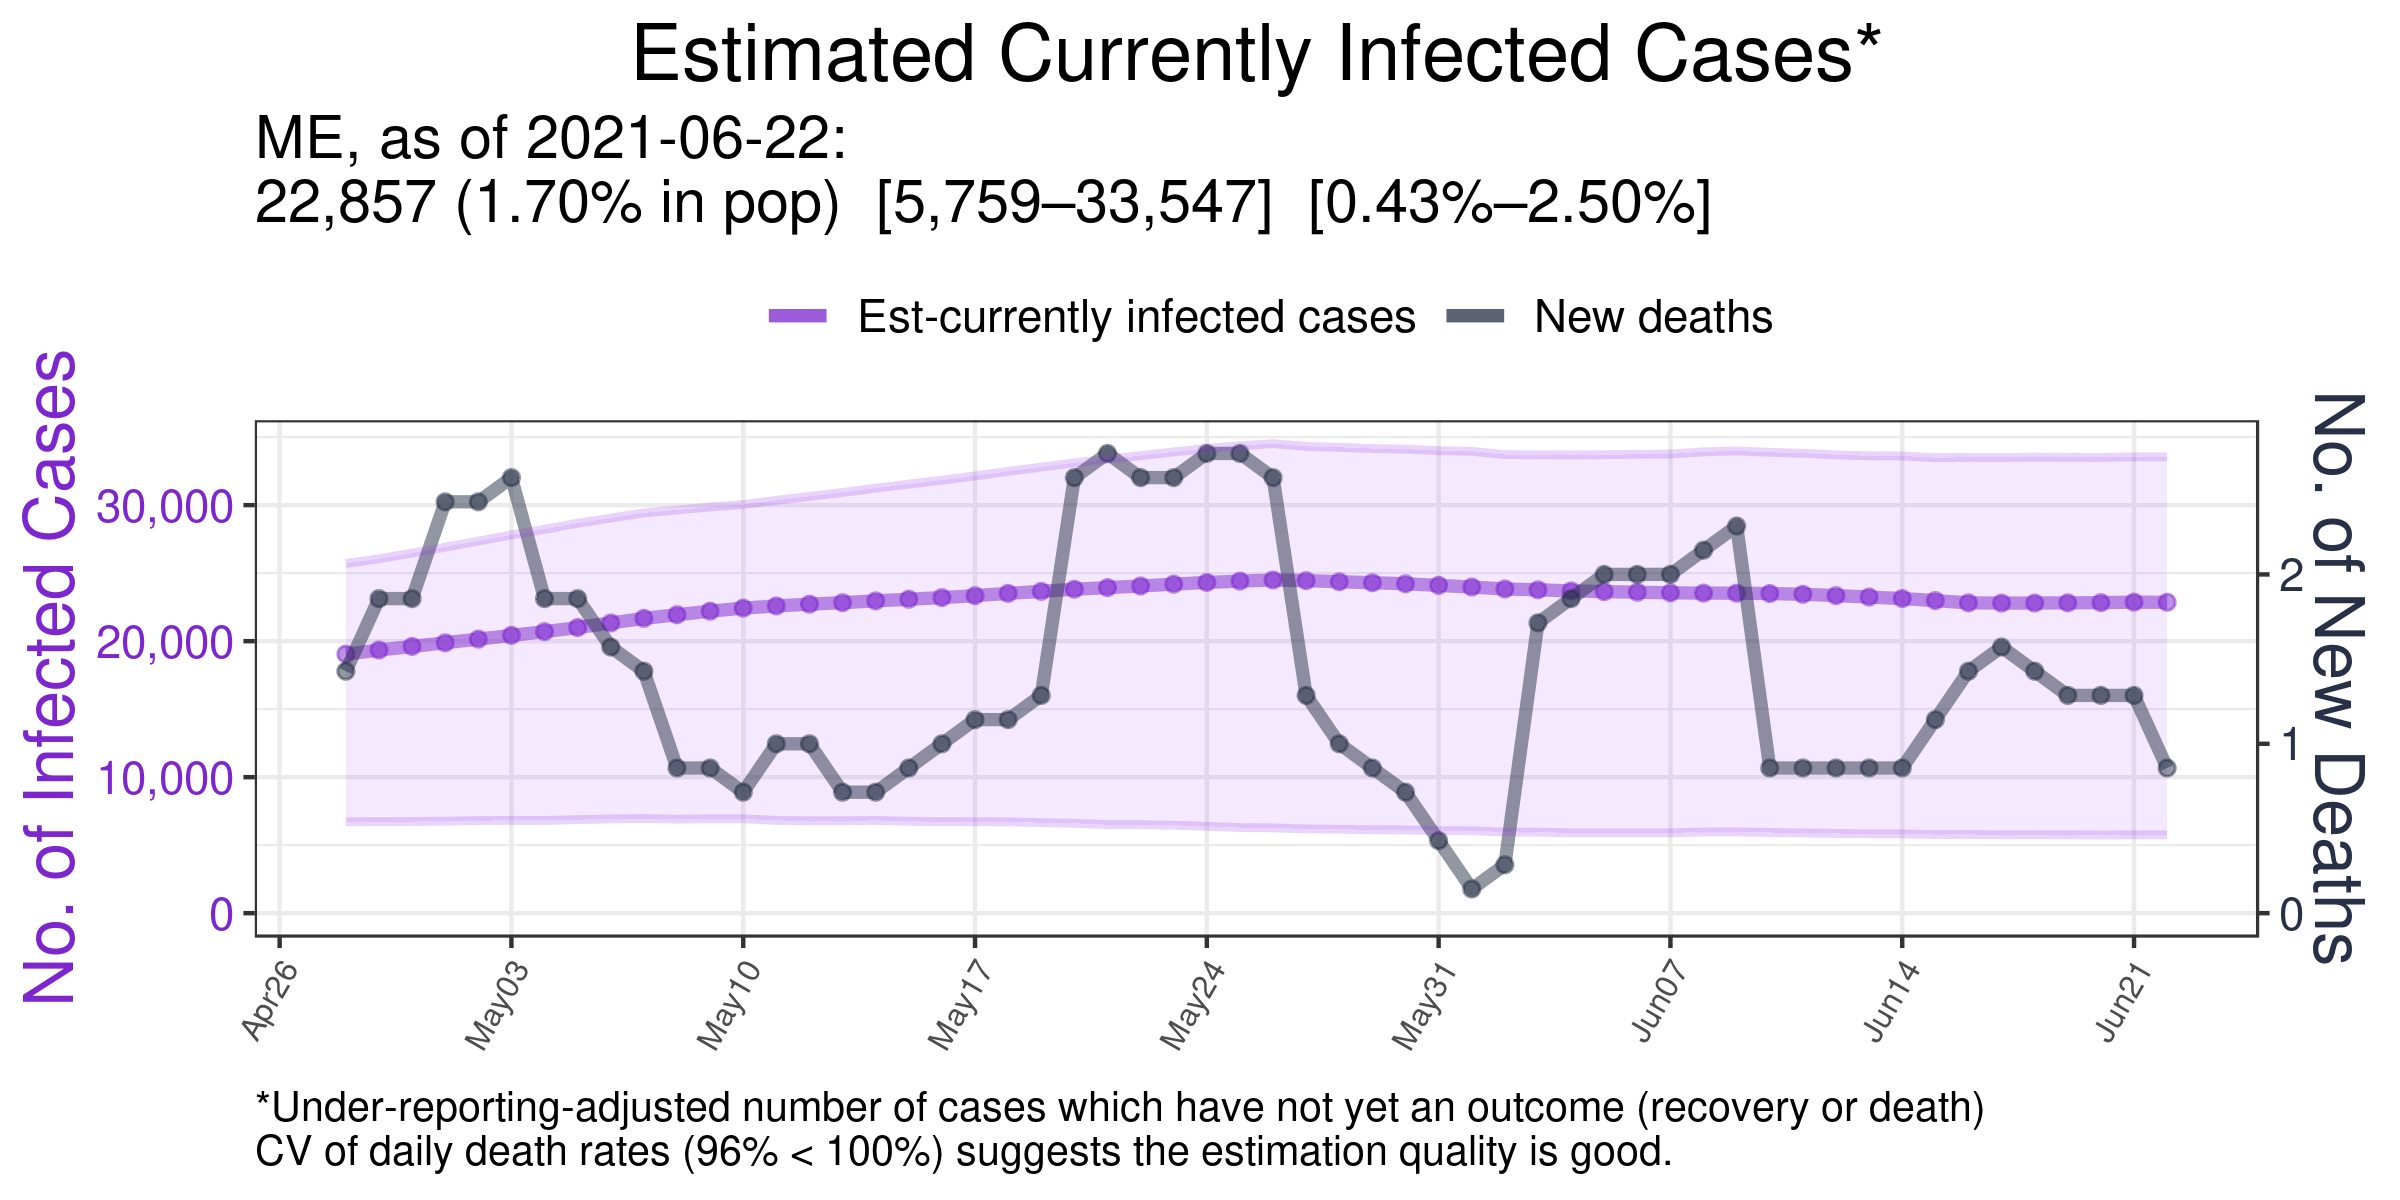 Estimated Currently Infected Cases*
ME, as of 2021-06-22:
22,857 (1.70% in pop)  [5,759–33,547]  [0.43%–2.50%]
Est-currently infected cases
New deaths
No. of Infected Cases
30,000
20,000
10,000
0
No. of New Deaths
2
1
0
Apr26
May03
May10
May17
May24
May31
Jun07
Jun14
Jun21
*Under-reporting-adjusted number of cases which have not yet an outcome (recovery or death)
CV of daily death rates (96% < 100%) suggests the estimation quality is good.